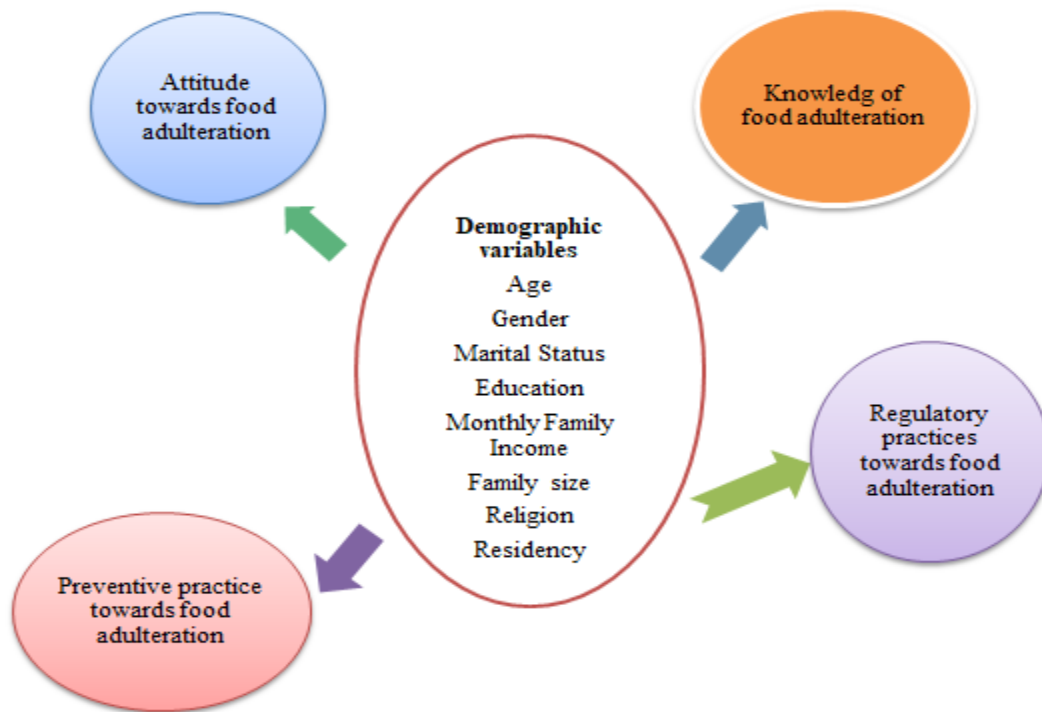 Attitude
towards food
adulteration
Knowledg of
food adulteration
Demographic
variables
Age
Gender
Marital Status
Education
Monthly Family
Income
Family size
Religion
Residency
Regulatory
practices
towards food
adulteration
Preventive practice
towards food
adulteration